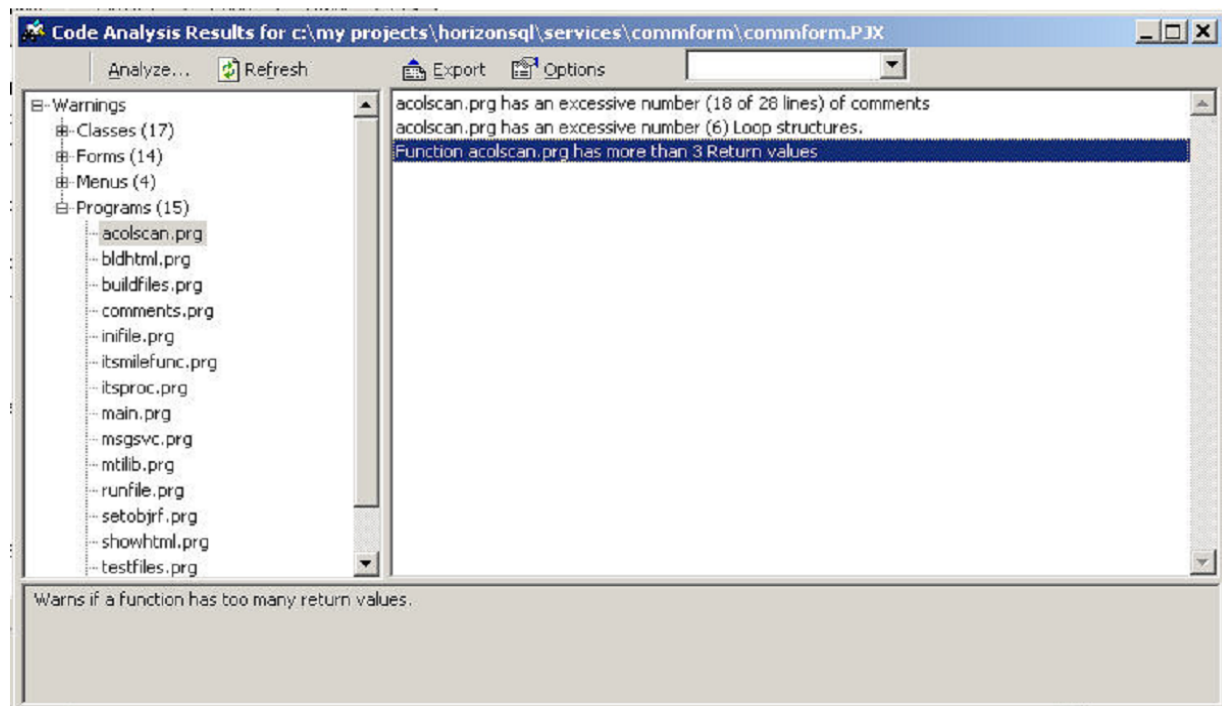 Code Analysis Results for c:\my projects\horizonsql\services\commform\commform.PJX
Analyze... Refresh Export Options
Warnings
Classes (17)
Forms (14)
Menus (4)
Programs (15)
acolscan.prg
bldhtml.prg
buildfiles.prg
comments.prg
inifile.prg
itsmilefunc.prg
itsproc.prg
main.prg
msgsvc.prg
mtilib.prg
runfile.prg
setobjrf.prg
showhtml.prg
testfiles.prg
acolscan.prg has an excessive number (18 of 28 lines) of comments
acolscan.prg has an excessive number (6) Loop structures.
Function acolscan.prg has more than 3 Return values
Warns if a function has too many return values.